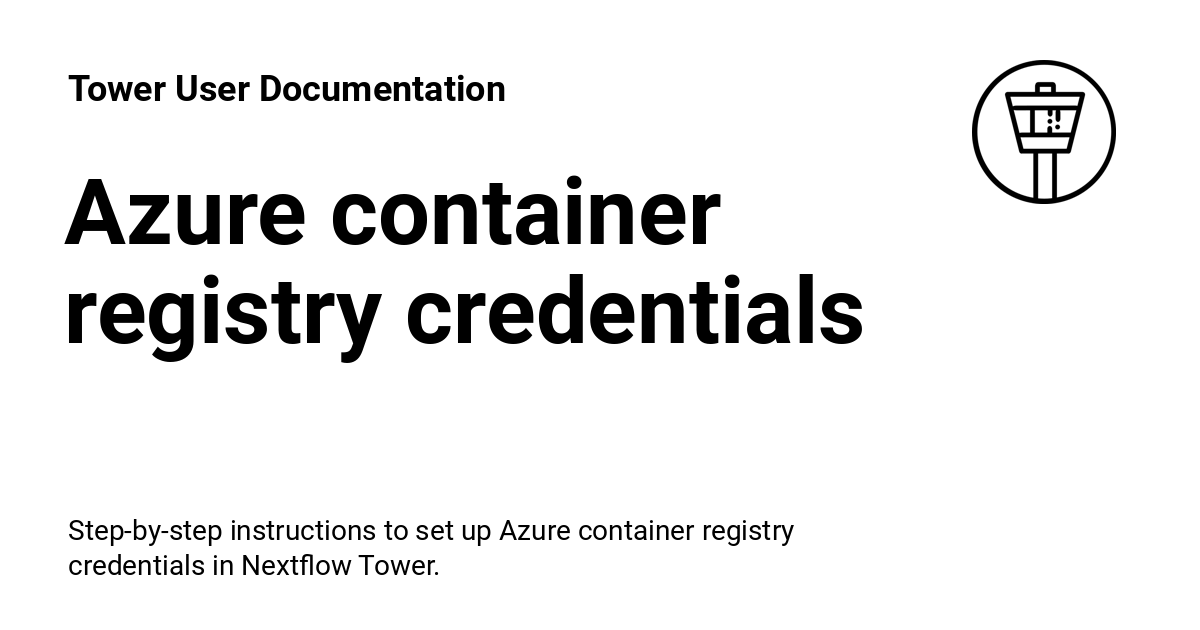 Tower User Documentation
Azure container
registry credentials
Step-by-step instructions to set up Azure container registry
credentials in Nextflow Tower.